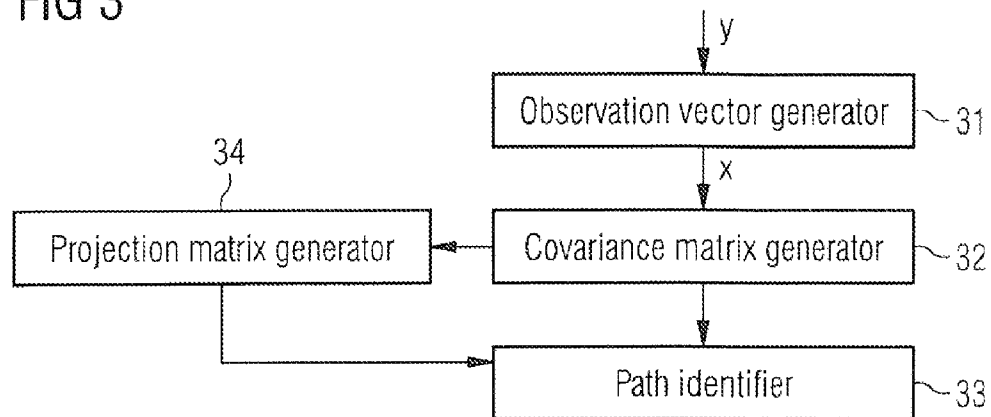 FIG 3
y
Observation vector generator
31
x
34
Projection matrix generator
Covariance matrix generator
32
Path identifier
33